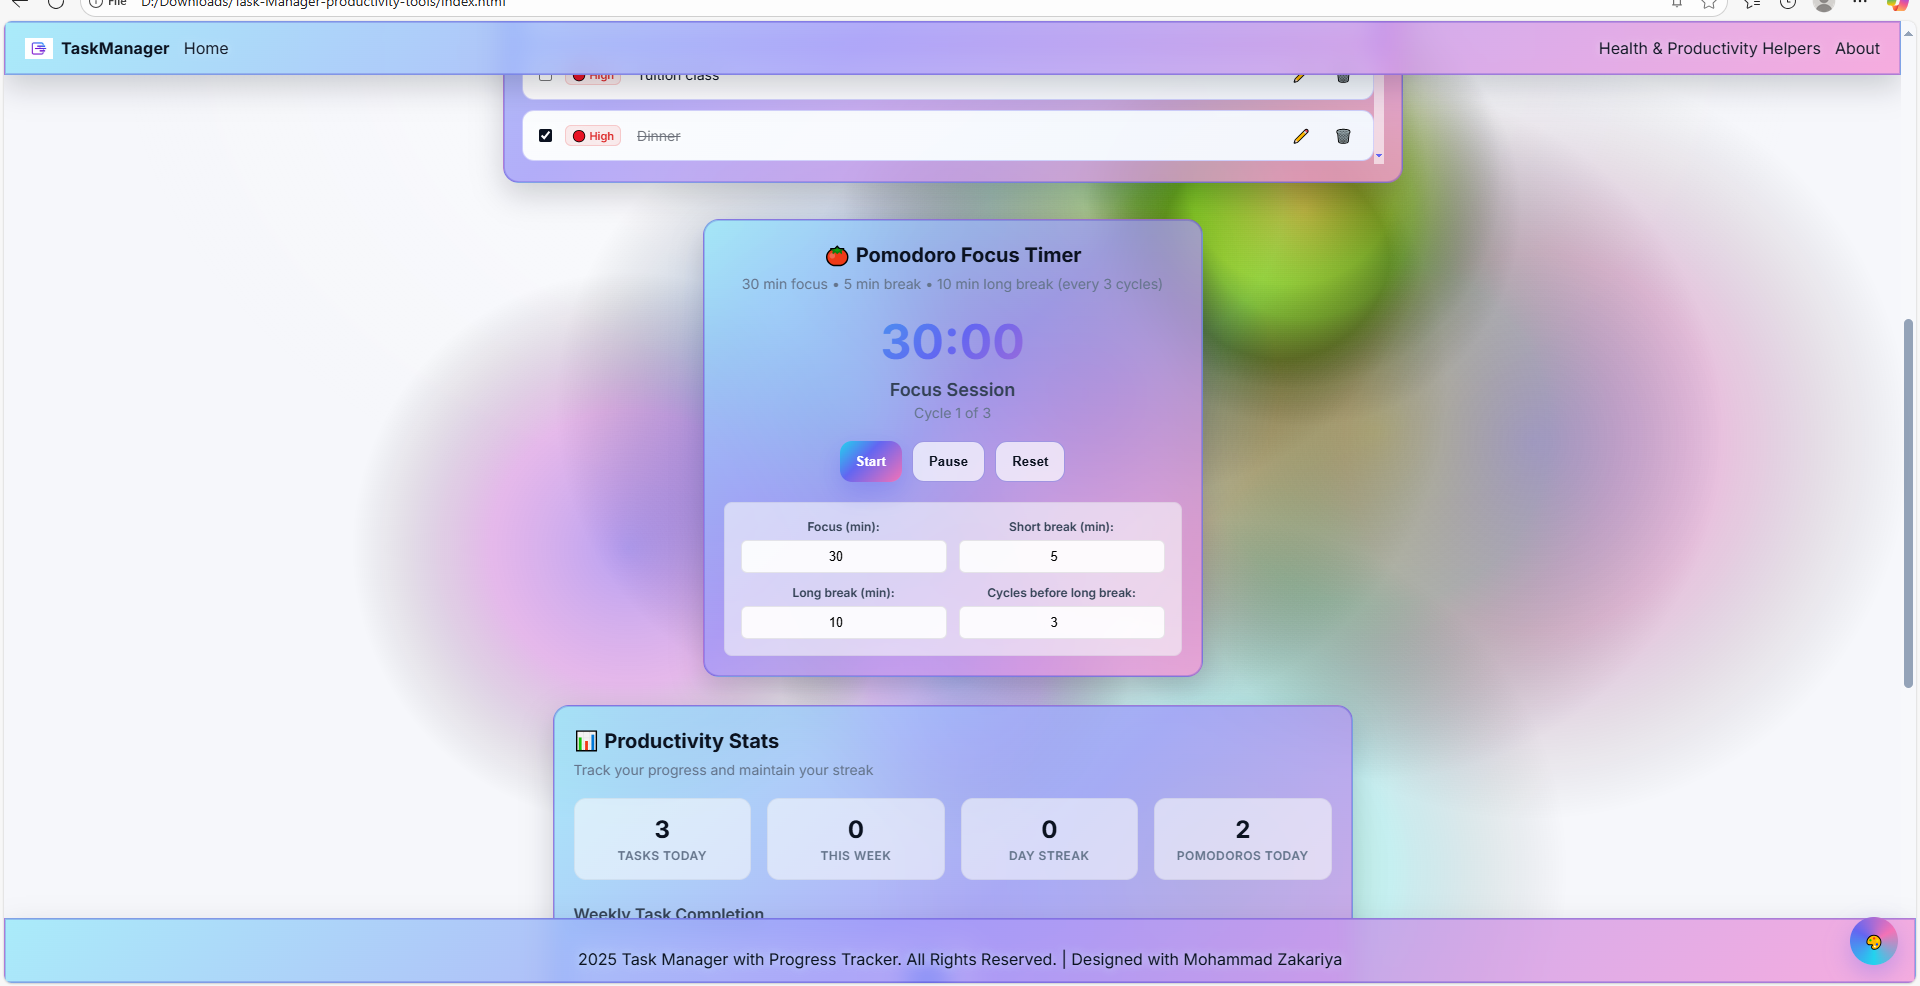 File D:/Downloads/Task-Manager-productivity-tools/index.html
TaskManager Home Health & Productivity Helpers About
High Tuition class
High Dinner
Pomodoro Focus Timer
30 min focus • 5 min break • 10 min long break (every 3 cycles)
30:00
Focus Session
Cycle 1 of 3
Start Pause Reset
Focus (min): Short break (min):
30 5
Long break (min): Cycles before long break:
10 3
Productivity Stats
Track your progress and maintain your streak
3 0 0 2
TASKS TODAY THIS WEEK DAY STREAK POMODOROS TODAY
Weekly Task Completion
2025 Task Manager with Progress Tracker. All Rights Reserved. | Designed with Mohammad Zakariya